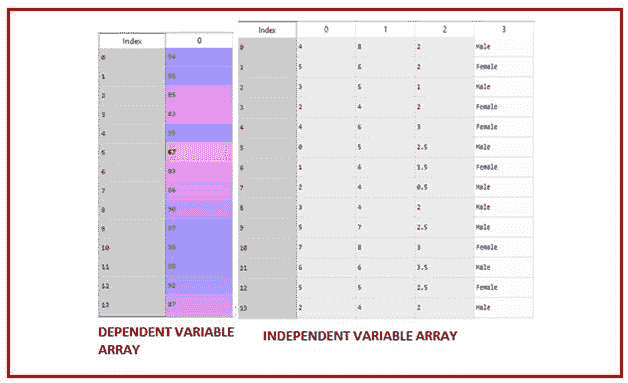 Index 0
0 94
1
2 85
3 83
4 95
5 67
6
7
8 90
9 97
10
11
12 92
13 87
DEPENDENT VARIABLE
ARRAY
Index 0 1 2 3
0 4 8 2 Male
1 5 6 2 Female
2 3 5 1 Male
3 2 4 2 Female
4 4 6 3 Female
5 0 5 2.5 Male
6 1 6 1.5 Female
7 2 4 0.5 Male
8 3 4 2 Male
9 5 7 2.5 Male
10 7 8 3 Female
11 6 6 3.5 Male
12 5 5 2.5 Female
13 2 4 2 Male
INDEPENDENT VARIABLE ARRAY